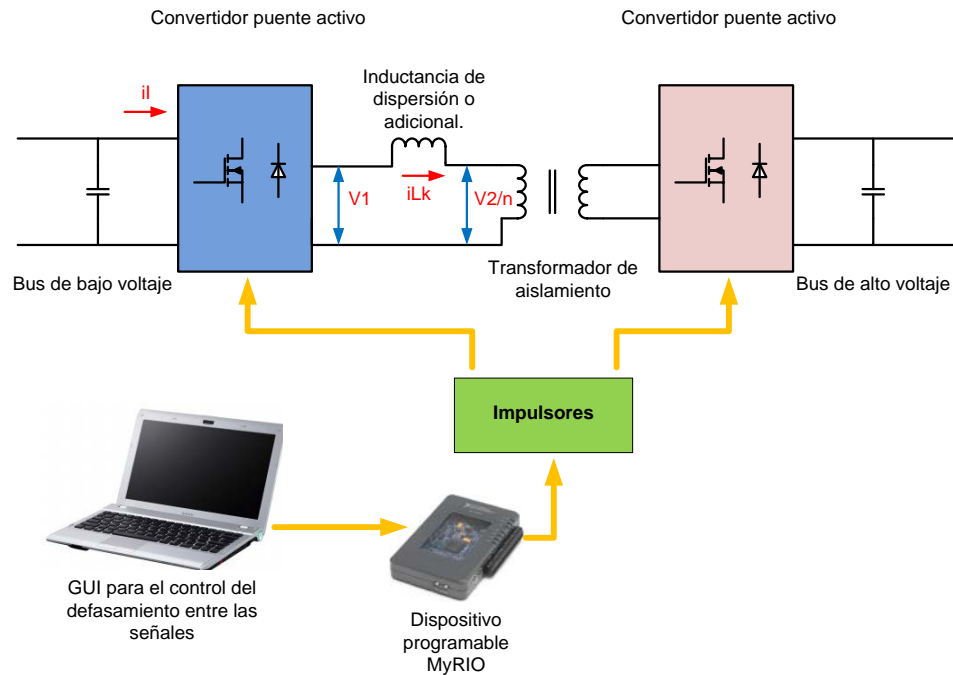 Convertidor puente activo
Convertidor puente activo
iI
Inductancia de
dispersión o
adicional.
V1
iLk
V2/n
Bus de bajo voltaje
Transformador de
aislamiento
Bus de alto voltaje
Impulsores
GUI para el control del
defasamiento entre las
señales
Dispositivo
programable
MyRIO